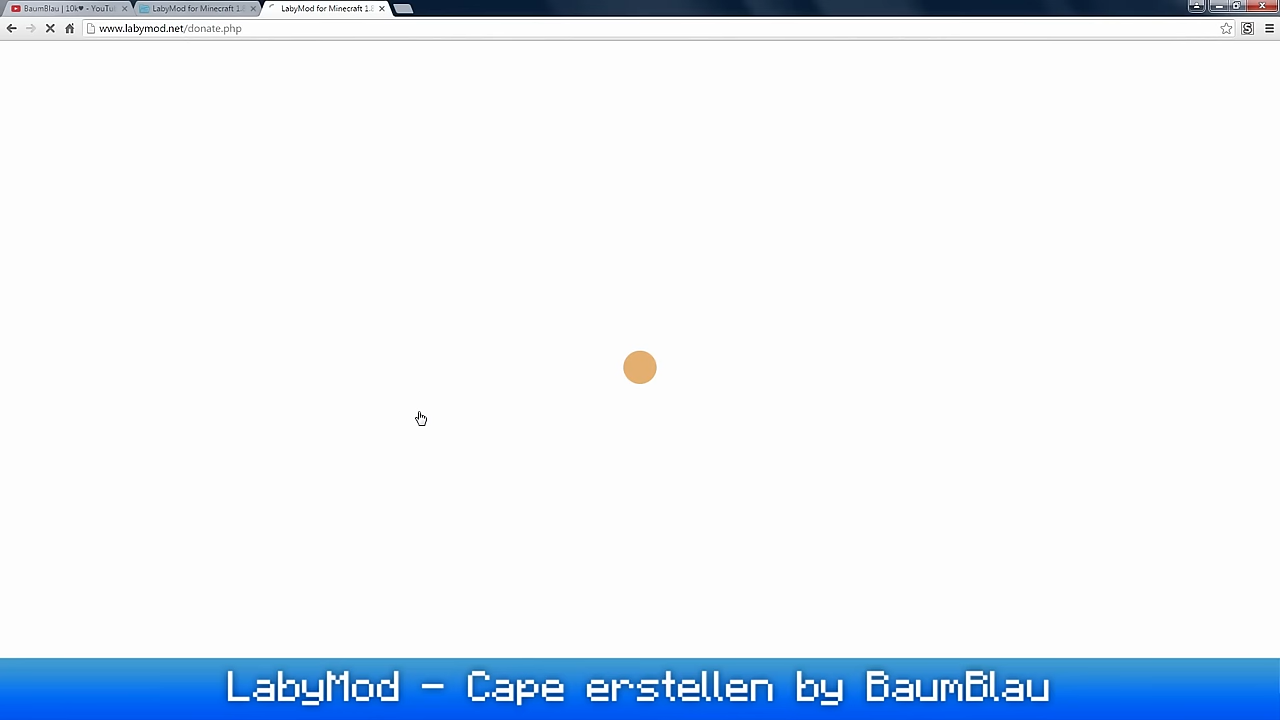 BaumBlau | 10k♥ - YouTu
LabyMod for Minecraft 1.8
LabyMod for Minecraft 1.8
www.labymod.net/donate.php
LabyMod - Cape erstellen by BaumBlau